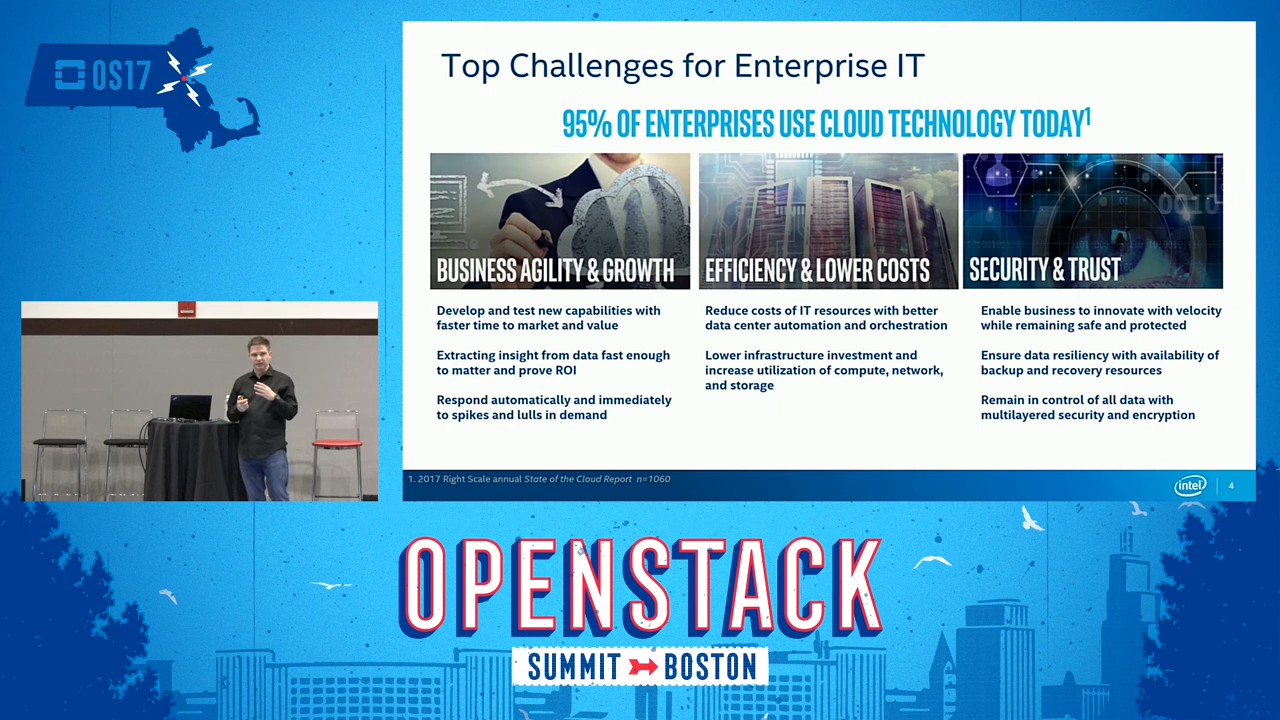 OS17
Top Challenges for Enterprise IT
95% OF ENTERPRISES USE CLOUD TECHNOLOGY TODAY1
BUSINESS AGILITY & GROWTH
Develop and test new capabilities with
faster time to market and value
Extracting insight from data fast enough
to matter and prove ROI
Respond automatically and immediately
to spikes and lulls in demand
EFFICIENCY & LOWER COSTS
Reduce costs of IT resources with better
data center automation and orchestration
Lower infrastructure investment and
increase utilization of compute, network,
and storage
SECURITY & TRUST
Enable business to innovate with velocity
while remaining safe and protected
Ensure data resiliency with availability of
backup and recovery resources
Remain in control of all data with
multilayered security and encryption
1. 2017 Right Scale annual State of the Cloud Report n=1060
intel
4
OPENSTACK
SUMMIT BOSTON